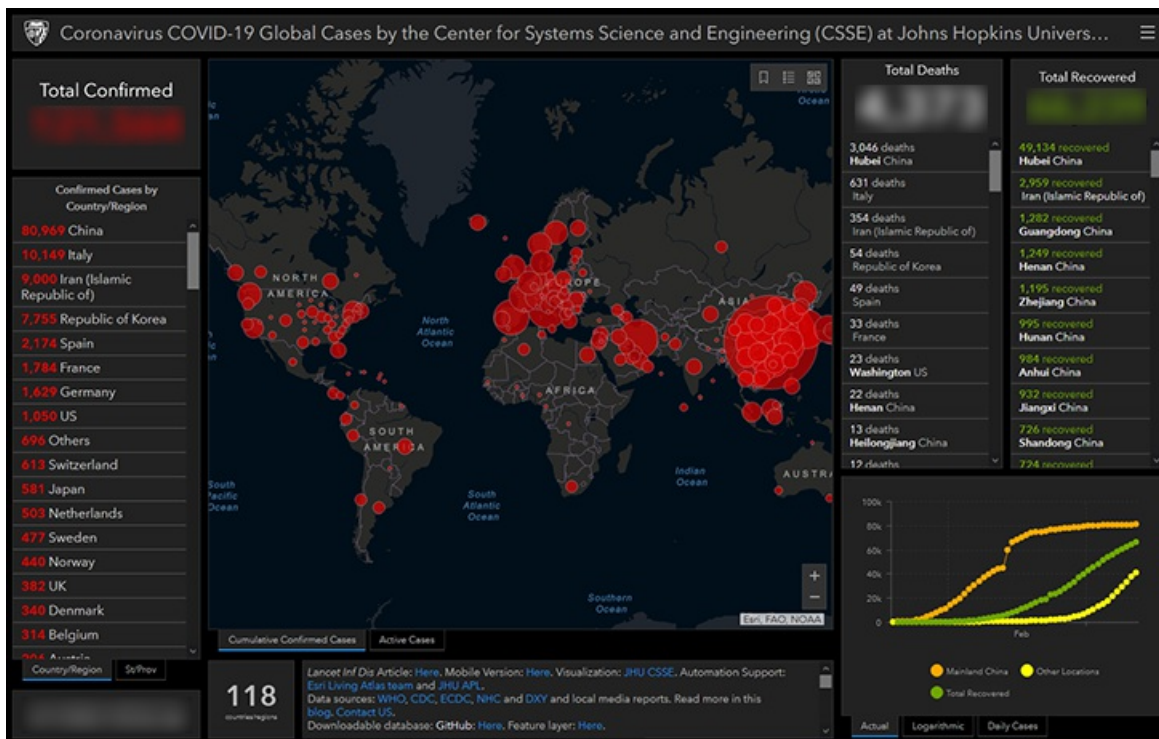 Coronavirus COVID-19 Global Cases by the Center for Systems Science and Engineering (CSSE) at Johns Hopkins Univers...
Total Confirmed
Confirmed Cases by
Country/Region
80,969 China
10,149 Italy
9,000 Iran (Islamic
Republic of)
7,755 Republic of Korea
2,174 Spain
1,784 France
1,629 Germany
1,050 US
696 Others
613 Switzerland
581 Japan
503 Netherlands
477 Sweden
440 Norway
382 UK
340 Denmark
314 Belgium
Country/Region
St/Prov
Ocean
NORTH
AMERICA
North
Atlantic
Ocean
ASIA
AFRICA
SOUTH
AMERICA
South
Pacific
Ocean
South
Atlantic
Ocean
Indian
Ocean
AUSTRA
Southern
Ocean
+
−
Esri, FAO, NOAA
Cumulative Confirmed Cases
Active Cases
118
countries/regions
Lancet Inf Dis Article: Here. Mobile Version: Here. Visualization: JHU CSSE. Automation Support:
Esri Living Atlas team and JHU APL.
Data sources: WHO, CDC, ECDC, NHC and DXY and local media reports. Read more in this
blog. Contact US.
Downloadable database: GitHub: Here. Feature layer: Here.
Total Deaths
3,046 deaths
Hubei China
631 deaths
Italy
354 deaths
Iran (Islamic Republic of)
54 deaths
Republic of Korea
49 deaths
Spain
33 deaths
France
23 deaths
Washington US
22 deaths
Henan China
13 deaths
Heilongjiang China
12 deaths
Total Recovered
49,134 recovered
Hubei China
2,959 recovered
Iran (Islamic Republic of)
1,282 recovered
Guangdong China
1,249 recovered
Henan China
1,195 recovered
Zhejiang China
995 recovered
Hunan China
984 recovered
Anhui China
932 recovered
Jiangxi China
726 recovered
Shandong China
724 recovered
100k
80k
60k
40k
20k
0
Feb
Mainland China
Other Locations
Total Recovered
Actual
Logarithmic
Daily Cases